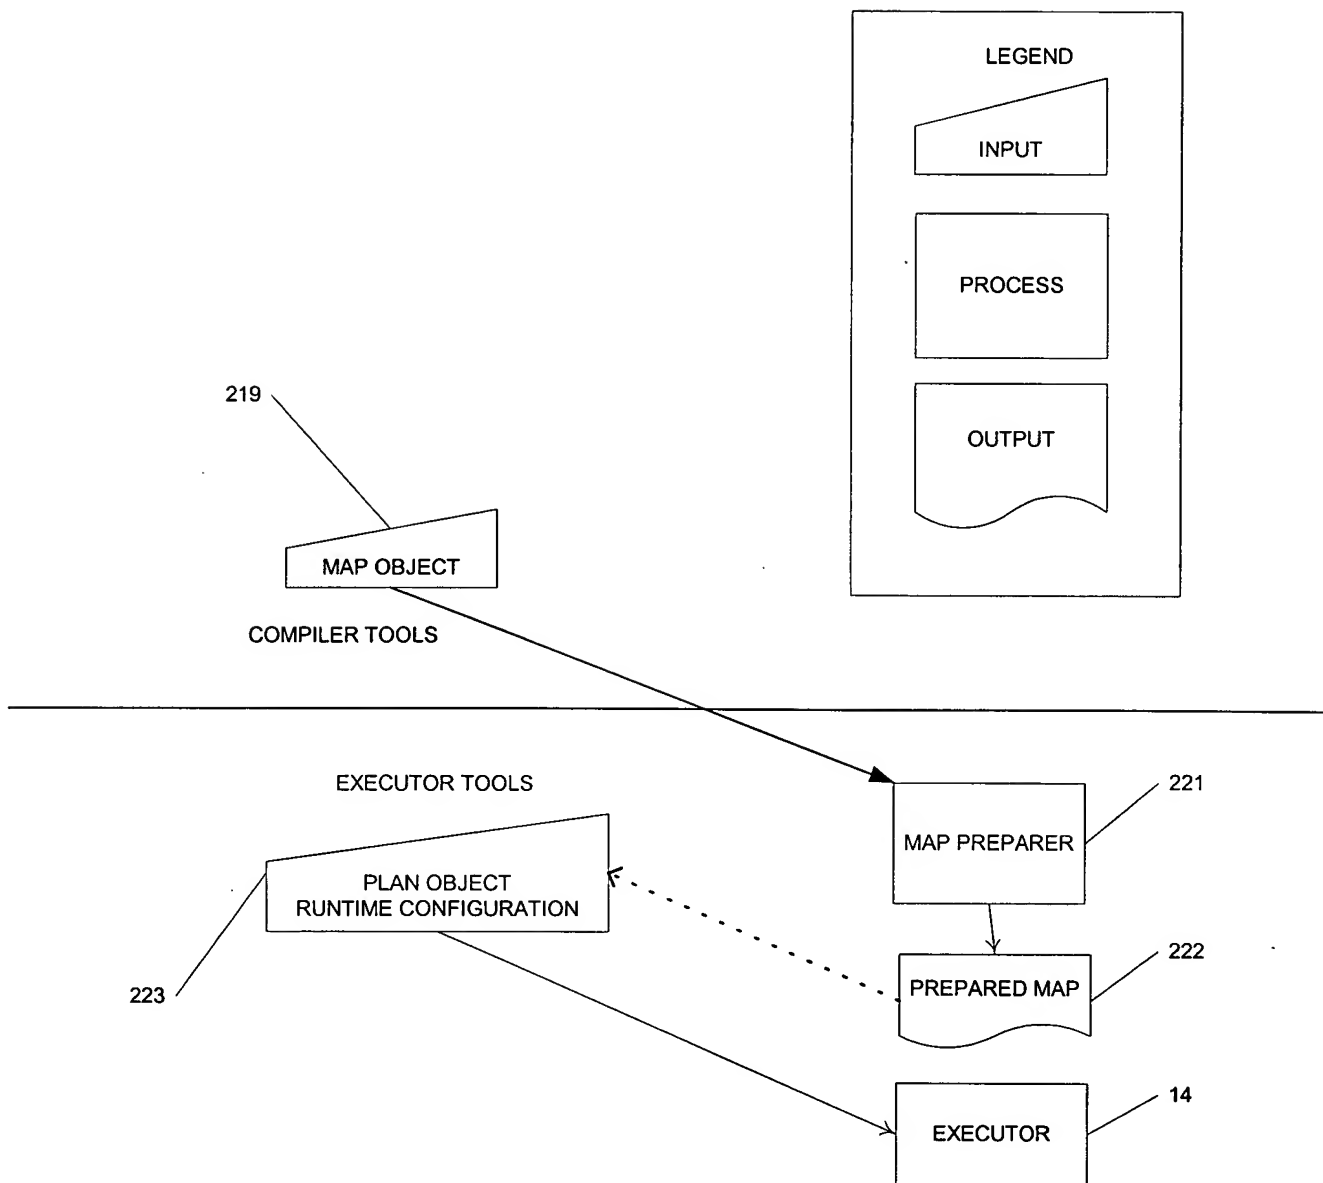 LEGEND
INPUT
PROCESS
OUTPUT
219
MAP OBJECT
COMPILER TOOLS
EXECUTOR TOOLS
221
MAP PREPARER
PLAN OBJECT
RUNTIME CONFIGURATION
222
PREPARED MAP
223
14
EXECUTOR